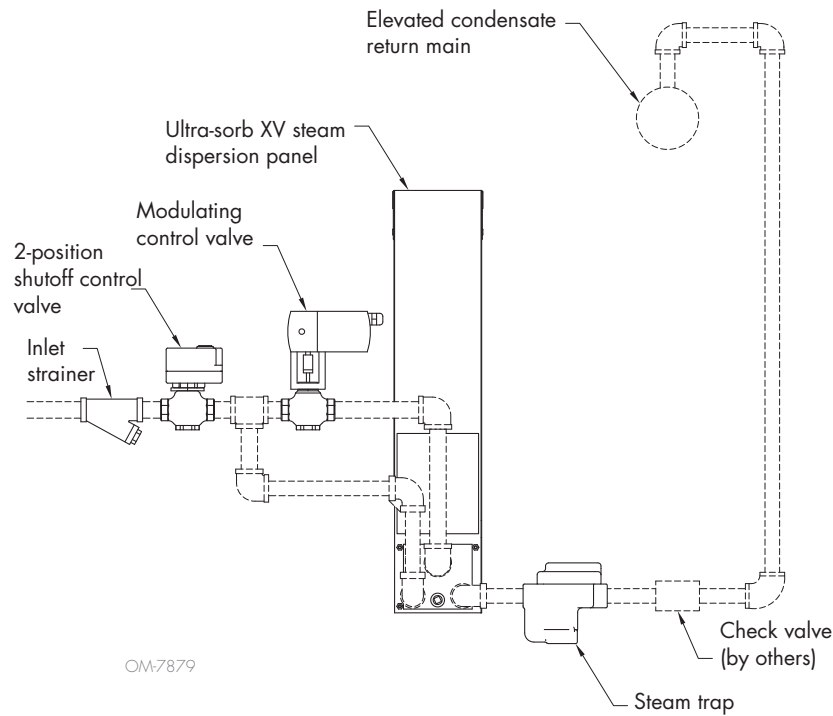 Elevated condensate
return main
Ultra-sorb XV steam
dispersion panel
Modulating
control valve
2-position
shutoff control
valve
Inlet
strainer
Check valve
(by others)
Steam trap
OM-7879